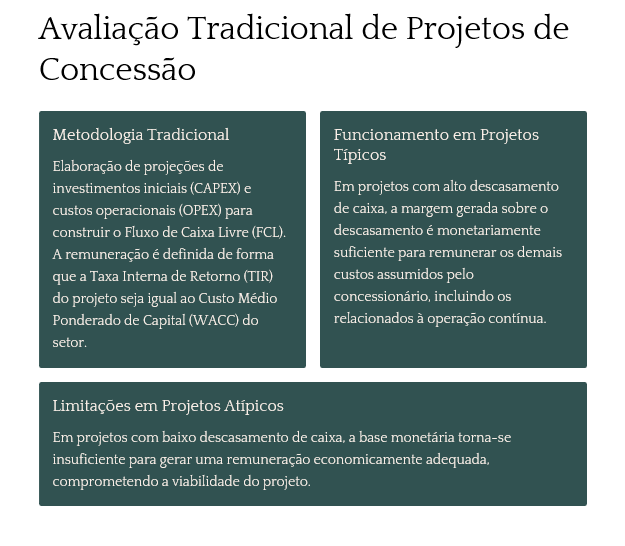 Avaliação Tradicional de Projetos de
Concessão
Metodologia Tradicional
Elaboração de projeções de
investimentos iniciais (CAPEX) e
custos operacionais (OPEX) para
construir o Fluxo de Caixa Livre (FCL).
A remuneração é definida de forma
que a Taxa Interna de Retorno (TIR)
do projeto seja igual ao Custo Médio
Ponderado de Capital (WACC) do
setor.
Funcionamento em Projetos
Típicos
Em projetos com alto descasamento
de caixa, a margem gerada sobre o
descasamento é monetariamente
suficiente para remunerar os demais
custos assumidos pelo
concessionário, incluindo os
relacionados à operação contínua.
Limitações em Projetos Atípicos
Em projetos com baixo descasamento de caixa, a base monetária torna-se
insuficiente para gerar uma remuneração economicamente adequada,
comprometendo a viabilidade do projeto.